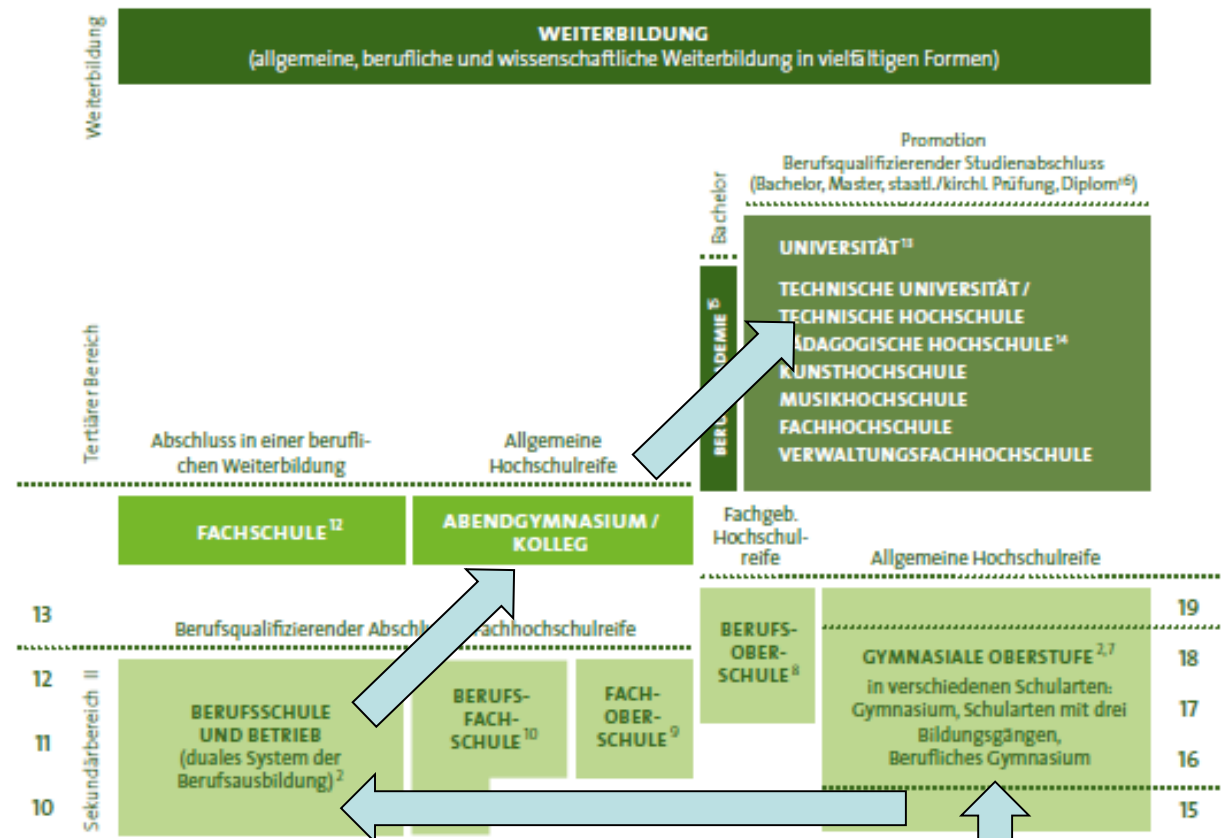 Weiterbildung
WEITERBILDUNG
(allgemeine, berufliche und wissenschaftliche Weiterbildung in vielfältigen Formen)
Promotion
Berufsqualifizierender Studienabschluss
(Bachelor, Master, staatl./kirchl. Prüfung, Diplom¹⁶)
Bachelor
Tertiärer Bereich
UNIVERSITÄT¹³
TECHNISCHE UNIVERSITÄT /
TECHNISCHE HOCHSCHULE
PÄDAGOGISCHE HOCHSCHULE¹⁴
KUNSTHOCHSCHULE
MUSIKHOCHSCHULE
FACHHOCHSCHULE
VERWALTUNGSFACHHOCHSCHULE
Abschluss in einer berufli-
chen Weiterbildung
Allgemeine
Hochschulreife
FACHSCHULE¹²
ABENDGYMNASIUM /
KOLLEG
Fachgeb.
Hochschul-
reife
Allgemeine Hochschulreife
13
Berufsqualifizierender
Fachhochschulreife
19
12
11
10
Sekundärbereich II
BERUFSSCHULE
UND BETRIEB
(duales System der
Berufsausbildung)²
BERUFS-
FACH-
SCHULE¹⁰
FACH-
OBER-
SCHULE⁹
BERUFS-
OBER-
SCHULE⁸
GYMNASIALE OBERSTUFE²,⁷
in verschiedenen Schularten:
Gymnasium, Schularten mit drei
Bildungsgängen,
Berufliches Gymnasium
18
17
16
15